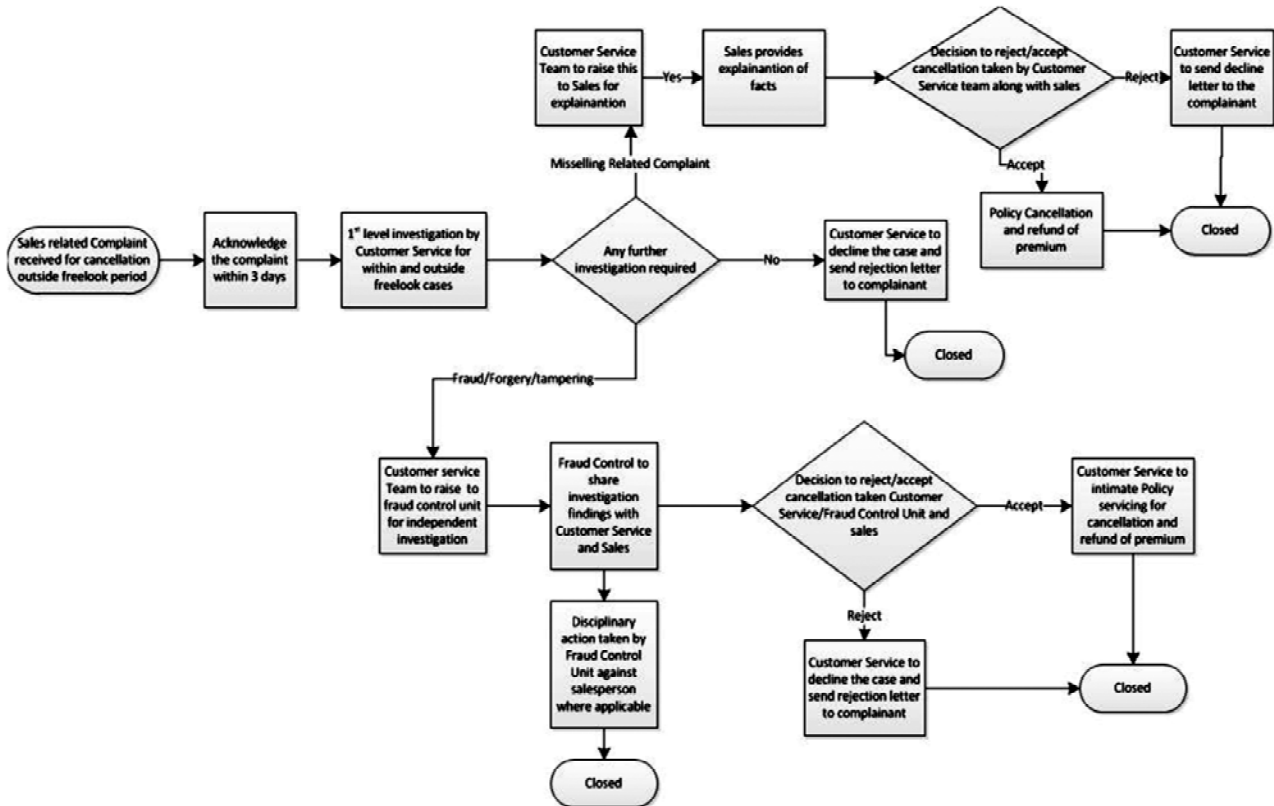 Customer Service
Team to raise this
to Sales for
explainantion
Yes
Sales provides
explainantion of
facts
Decision to reject/accept
cancellation taken by Customer
Service team along with sales
Reject
Customer Service
to send decline
letter to the
complainant
Misselling Related Complaint
Accept
Policy Cancellation
and refund of
premium
Closed
Sales related Complaint
received for cancellation
outside freelook period
Acknowledge
the complaint
within 3 days
1st level investigation by
Customer Service for
within and outside
freelook cases
Any further
investigation required
No
Customer Service to
decline the case and
send rejection letter
to complainant
Closed
Fraud/Forgery/tampering
Customer service
Team to raise to
fraud control unit
for independent
investigation
Fraud Control to
share
investigation
findings with
Customer Service
and Sales
Decision to reject/accept
cancellation taken Customer
Service/Fraud Control Unit and
sales
Accept
Customer Service to
intimate Policy
servicing for
cancellation and
refund of premium
Reject
Disciplinary
action taken by
Fraud Control
Unit against
salesperson
where applicable
Customer Service to
decline the case and
send rejection letter
to complainant
Closed
Closed